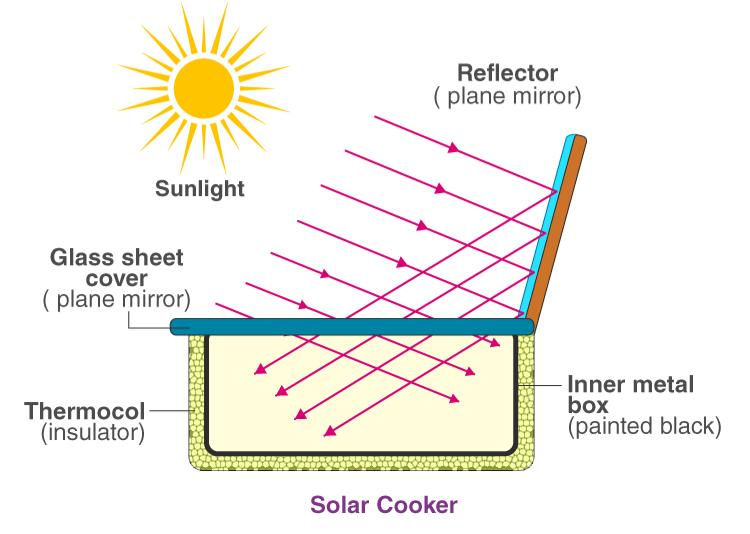 Reflector
( plane mirror)
Sunlight
Glass sheet
cover
( plane mirror)
Thermocol
(insulator)
Inner metal
box
(painted black)
Solar Cooker